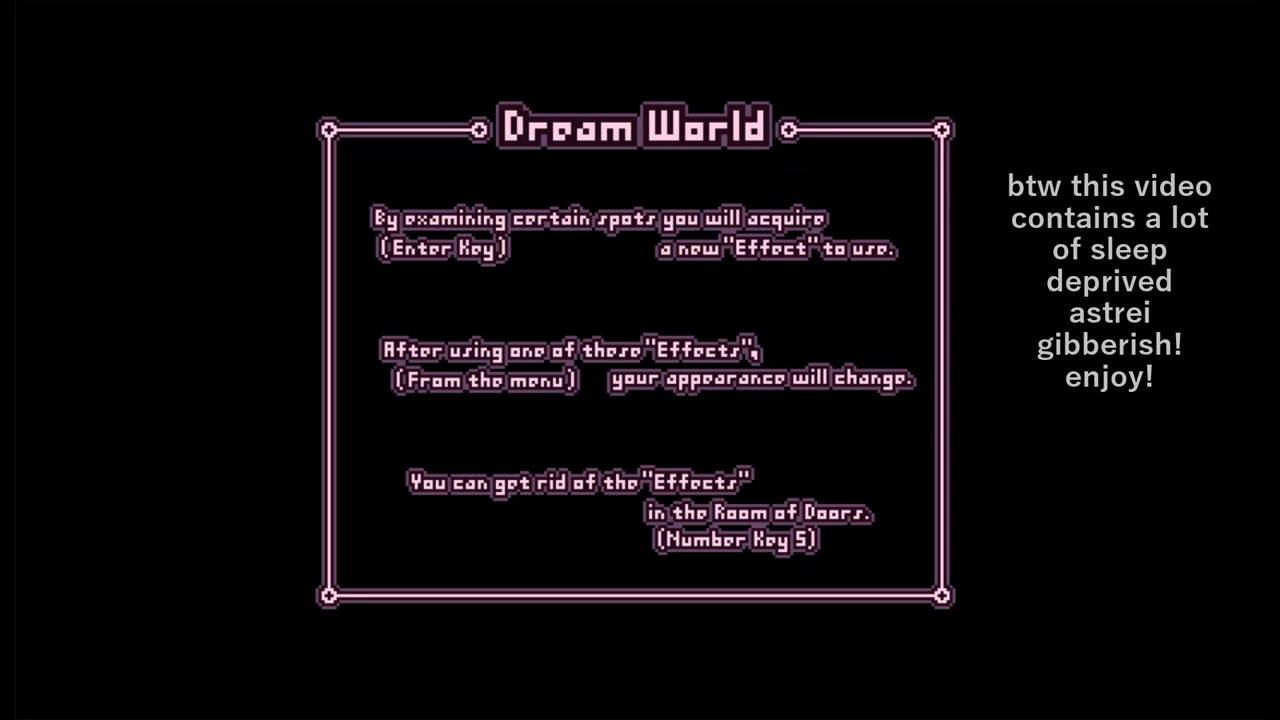 Dream World
By examining certain spots you will acquire
(Enter Key) a new "Effect" to use.
After using one of these "Effects",
(From the menu) your appearance will change.
You can get rid of the "Effects"
in the Room of Doors.
(Number Key 5)
btw this video
contains a lot
of sleep
deprived
astrei
gibberish!
enjoy!